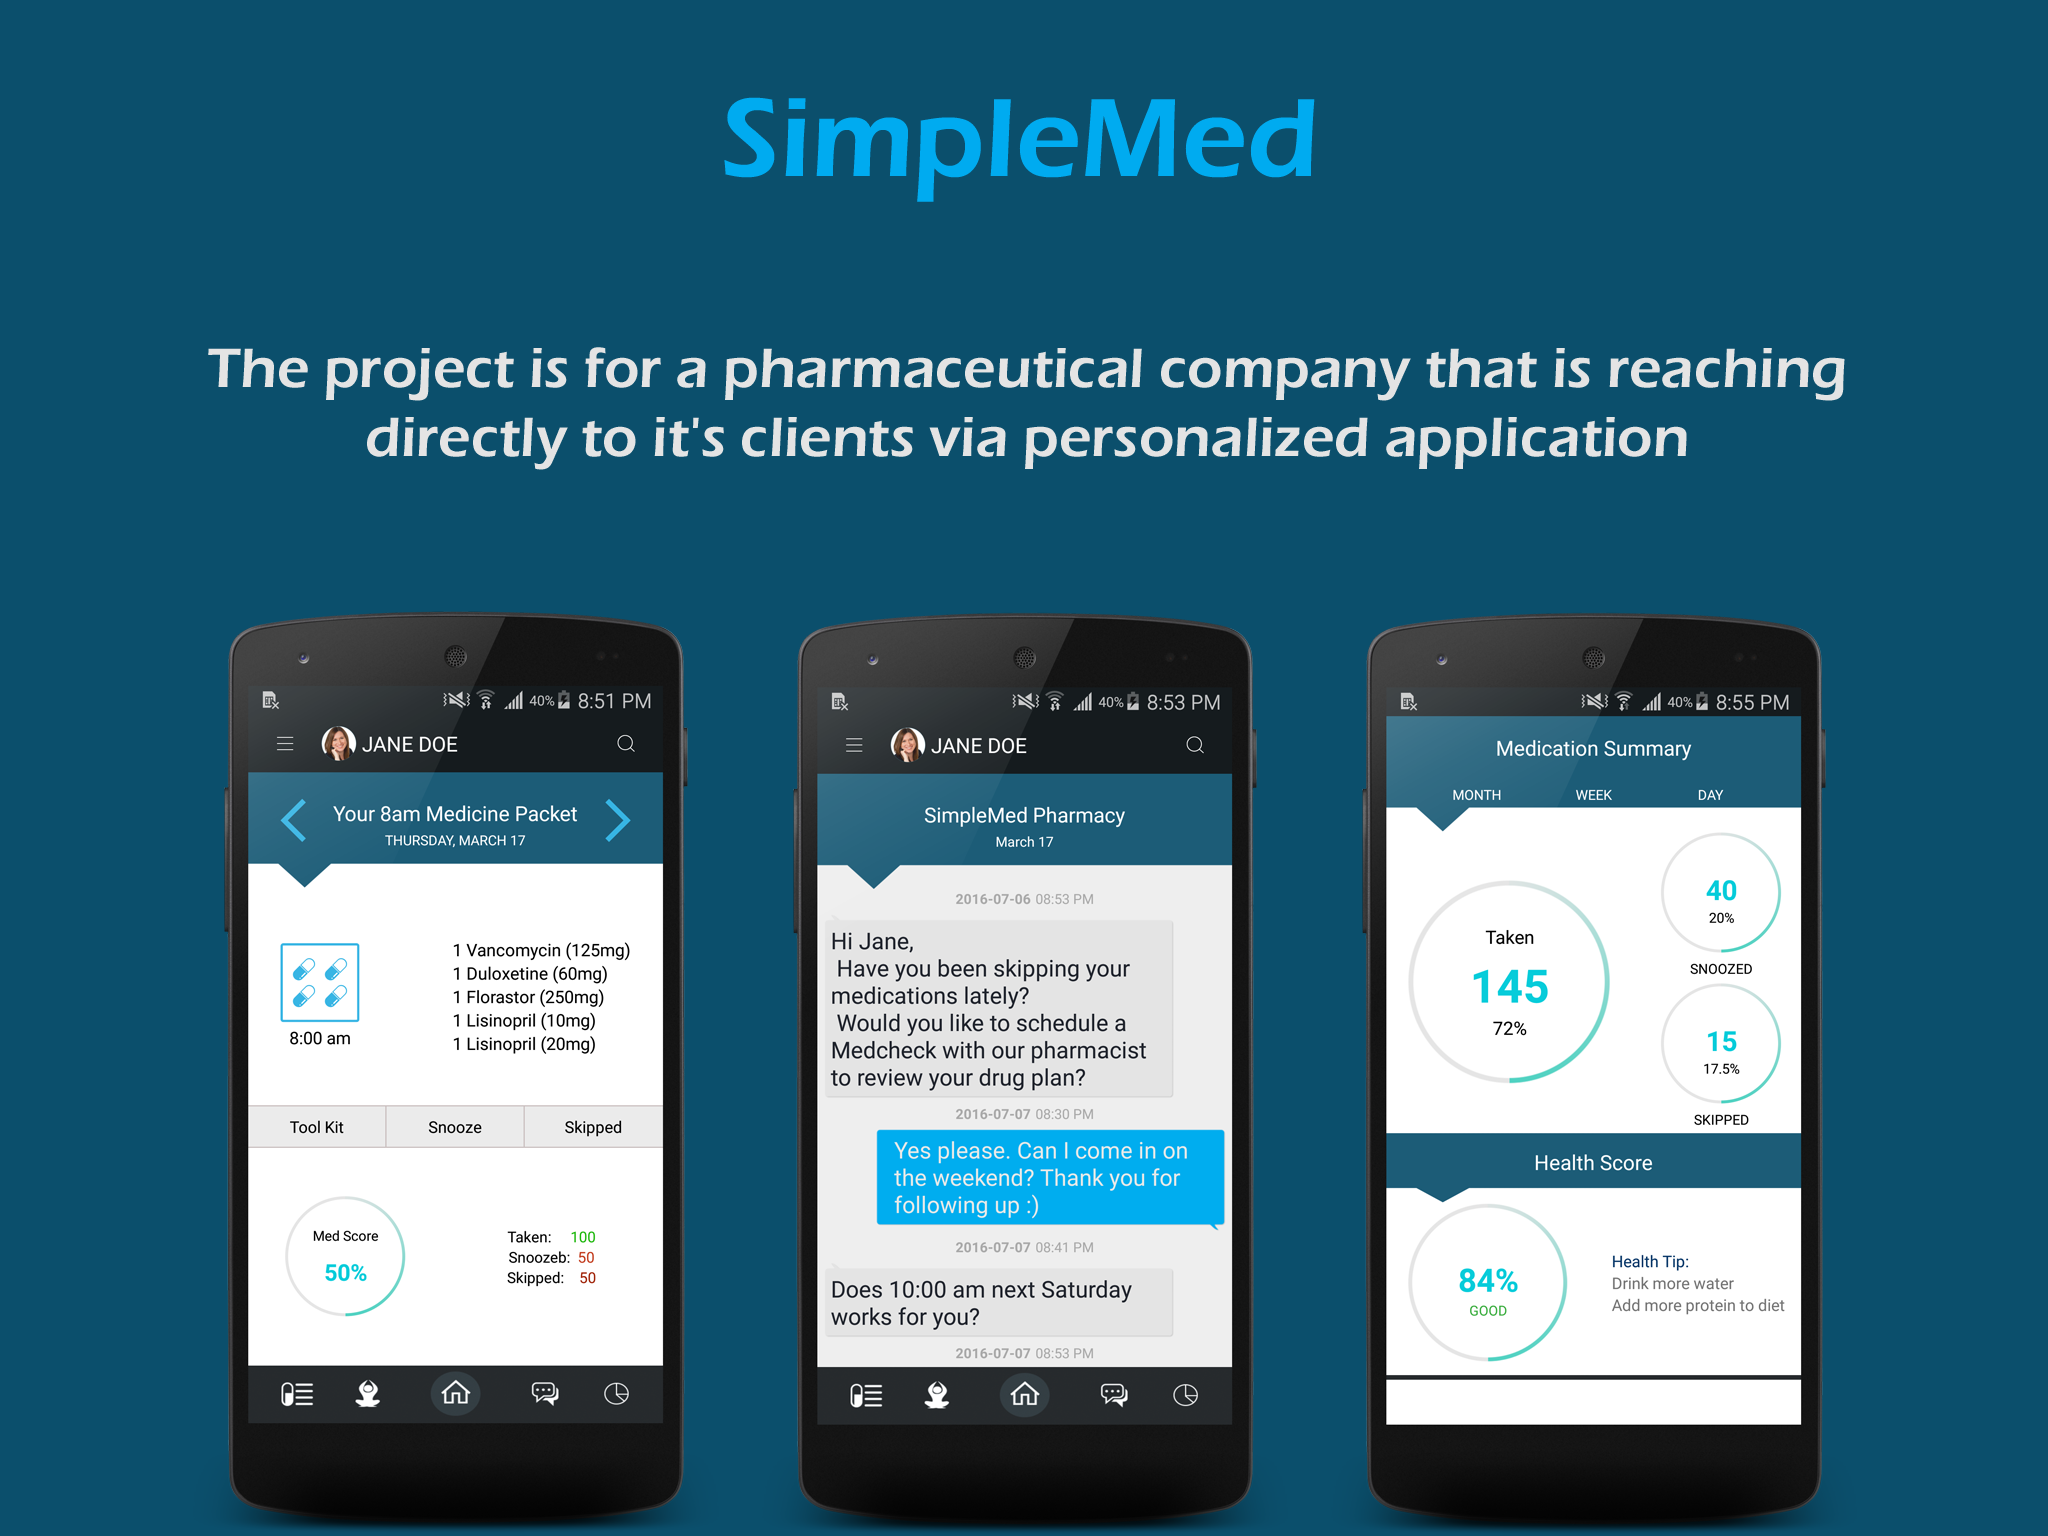 SimpleMed
The project is for a pharmaceutical company that is reaching
directly to it's clients via personalized application
40% 8:51 PM
JANE DOE
Your 8am Medicine Packet
THURSDAY, MARCH 17
1 Vancomycin (125mg)
1 Duloxetine (60mg)
1 Florastor (250mg)
1 Lisinopril (10mg)
1 Lisinopril (20mg)
8:00 am
Tool Kit
Snooze
Skipped
Med Score
50%
Taken: 100
Snoozeb: 50
Skipped: 50
40% 8:53 PM
JANE DOE
SimpleMed Pharmacy
March 17
2016-07-06 08:53 PM
Hi Jane,
Have you been skipping your
medications lately?
Would you like to schedule a
Medcheck with our pharmacist
to review your drug plan?
2016-07-07 08:30 PM
Yes please. Can I come in on
the weekend? Thank you for
following up :)
2016-07-07 08:41 PM
Does 10:00 am next Saturday
works for you?
2016-07-07 08:53 PM
40% 8:55 PM
Medication Summary
MONTH WEEK DAY
Taken
145
72%
40
20%
SNOOZED
15
17.5%
SKIPPED
Health Score
84%
GOOD
Health Tip:
Drink more water
Add more protein to diet